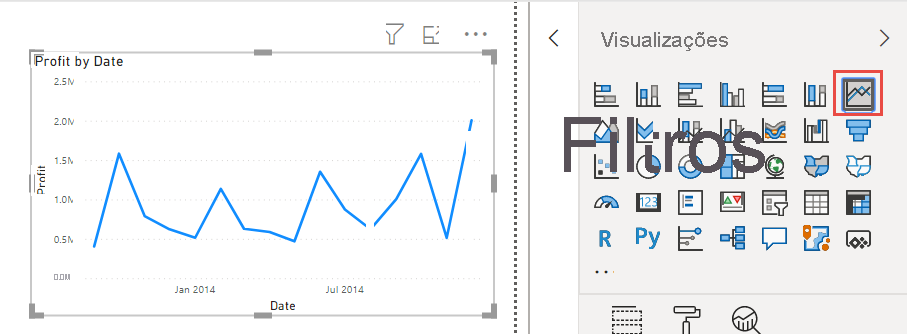 Visualizações
Profit by Date
2.5M
2.0M
1.5M
1.0M
0.5M
0.0M
Profit
Jan 2014
Jul 2014
Date
Filtros
123
R
Py